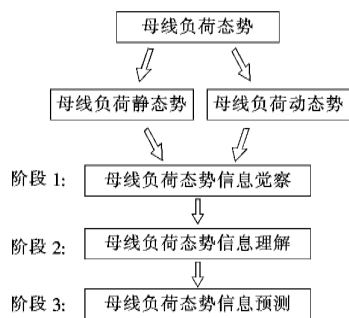 母线负荷态势
母线负荷静态势 母线负荷动态势
阶段 1: 母线负荷态势信息觉察
阶段 2: 母线负荷态势信息理解
阶段 3: 母线负荷态势信息预测